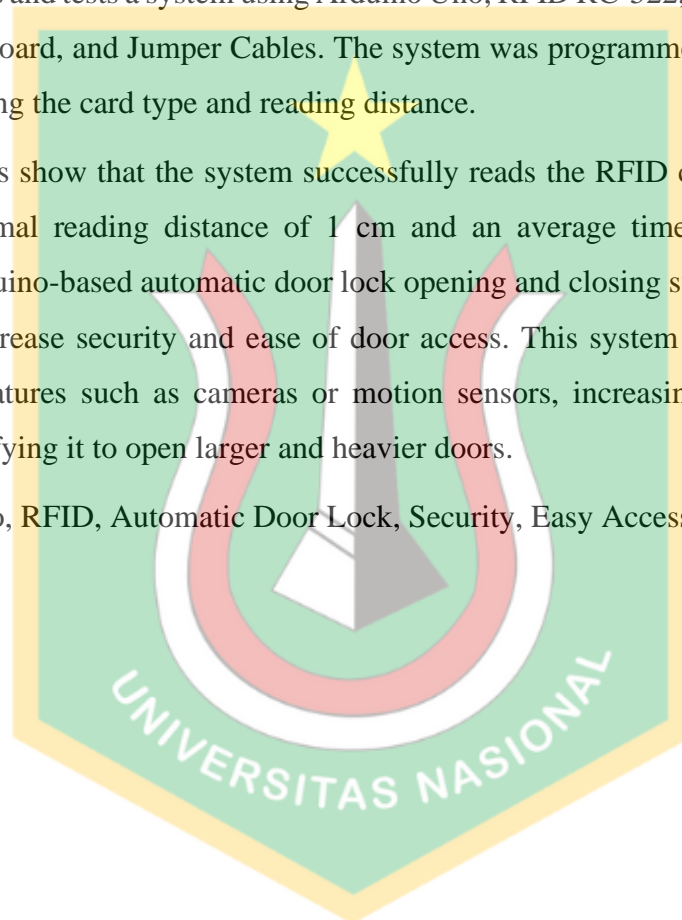 and tests a system using Arduino Uno, RFID RC-522,
oard, and Jumper Cables. The system was programme
ng the card type and reading distance.
s show that the system successfully reads the RFID c
mal reading distance of 1 cm and an average time
uino-based automatic door lock opening and closing s
rease security and ease of door access. This system
atures such as cameras or motion sensors, increasin
fying it to open larger and heavier doors.
o, RFID, Automatic Door Lock, Security, Easy Access
UNIVERSITAS NASIONAL